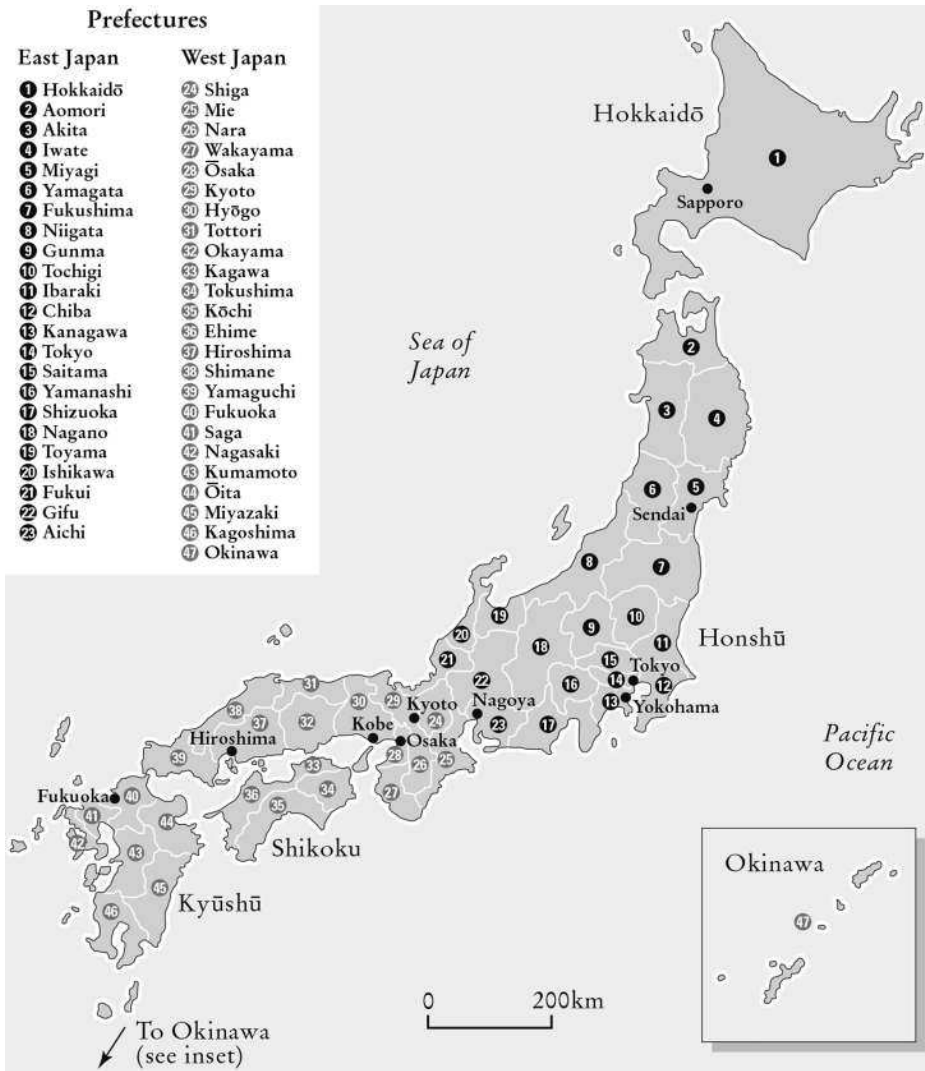 Prefectures
East Japan
1 Hokkaidō
2 Aomori
3 Akita
4 Iwate
5 Miyagi
6 Yamagata
7 Fukushima
8 Niigata
9 Gunma
10 Tochigi
11 Ibaraki
12 Chiba
13 Kanagawa
14 Tokyo
15 Saitama
16 Yamanashi
17 Shizuoka
18 Nagano
19 Toyama
20 Ishikawa
21 Fukui
22 Gifu
23 Aichi
West Japan
24 Shiga
25 Mie
26 Nara
27 Wakayama
28 Ōsaka
29 Kyoto
30 Hyōgo
31 Tottori
32 Okayama
33 Kagawa
34 Tokushima
35 Kōchi
36 Ehime
37 Hiroshima
38 Shimane
39 Yamaguchi
40 Fukuoka
41 Saga
42 Nagasaki
43 Kumamoto
44 Ōita
45 Miyazaki
46 Kagoshima
47 Okinawa
Hokkaidō
1
Sapporo
Sea of
Japan
2
3
4
6
5
Sendai
8
7
19
10
9
20
18
11
Honshū
21
15
Tokyo
22
16
14
12
31
30
29
13
Yokohama
38
37
32
Kyoto
24
Nagoya
23
17
Hiroshima
Kobe
Osaka
Pacific
Ocean
39
28
26
25
33
Fukuoka
40
36
35
34
27
41
44
42
43
Shikoku
45
Kyūshū
46
Okinawa
47
0
200km
To Okinawa
(see inset)